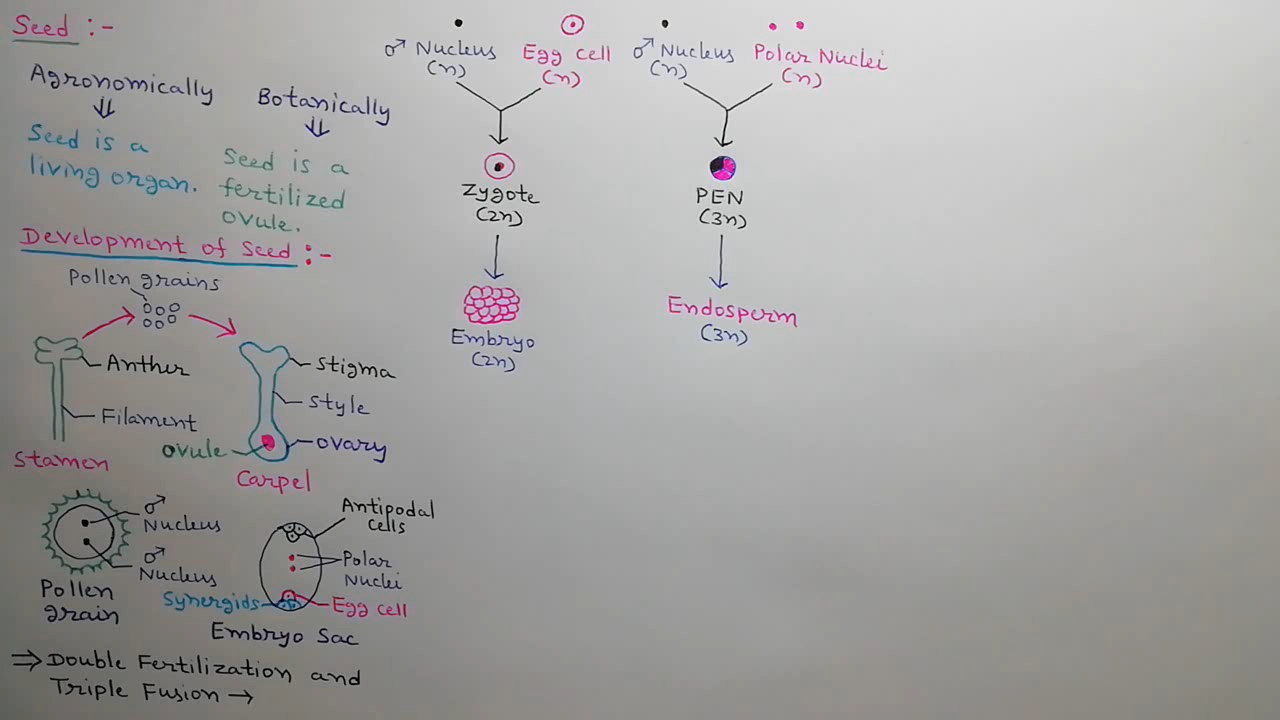 Seed :-
Agronomically
⇓
Seed is a
living organ.
Botanically
⇓
Seed is a
fertilized
ovule.
Development of Seed :-
Pollen grains
Anther
Filament
Stamen
Stigma
Style
Ovary
Ovule
Carpel
♂ Nucleus
♂ Nucleus
Pollen
grain
Antipodal
cells
Polar
Nuclei
Synergids
Egg cell
Embryo Sac
⇒ Double Fertilization and
Triple Fusion →
♂ Nucleus
(n)
Egg cell
(n)
Zygote
(2n)
Embryo
(2n)
♂ Nucleus
(n)
Polar Nuclei
(n)
PEN
(3n)
Endosperm
(3n)